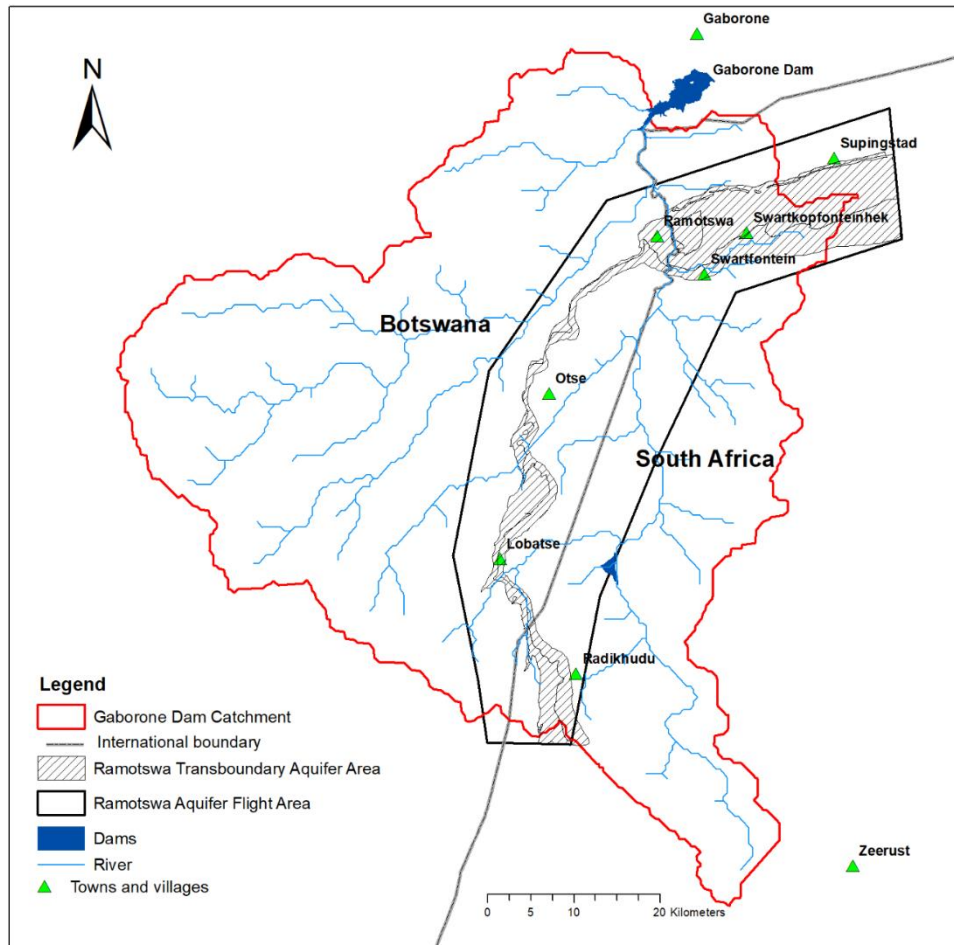 Gaborone
N
Gaborone Dam
Supingstad
Ramotswa
Swartkopfonteinhek
Swartfontein
Botswana
Otse
South Africa
Lobatse
Radikhudu
Legend
Gaborone Dam Catchment
International boundary
Ramotswa Transboundary Aquifer Area
Ramotswa Aquifer Flight Area
Dams
River
Towns and villages
Zeerust
0 5 10 20 Kilometers